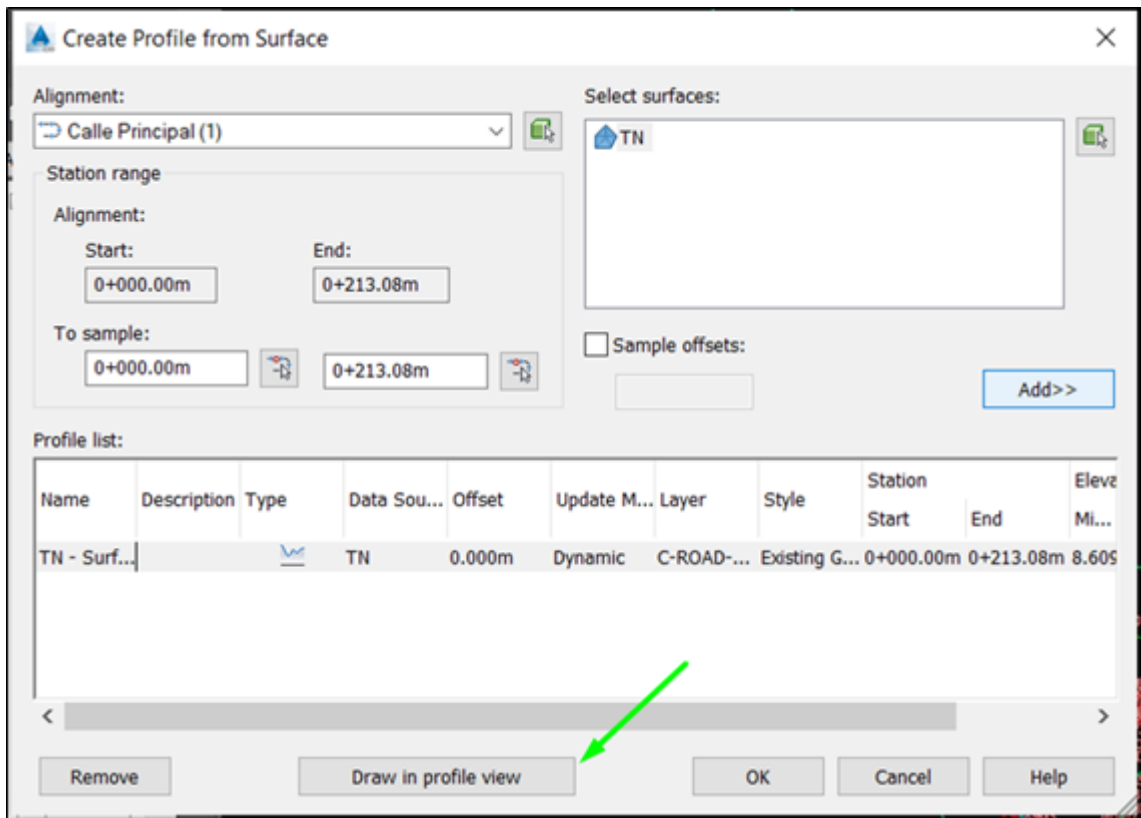 Create Profile from Surface
Alignment:
Calle Principal (1)
Select surfaces:
TN
Station range
Alignment:
Start: End:
0+000.00m 0+213.08m
To sample:
0+000.00m 0+213.08m
Sample offsets:
Add>>
Profile list:
Name Description Type Data Sou... Offset Update M... Layer Style Station Eleva
Start End Mi...
TN - Surf... TN 0.000m Dynamic C-ROAD-... Existing G... 0+000.00m 0+213.08m 8.609
Remove Draw in profile view OK Cancel Help